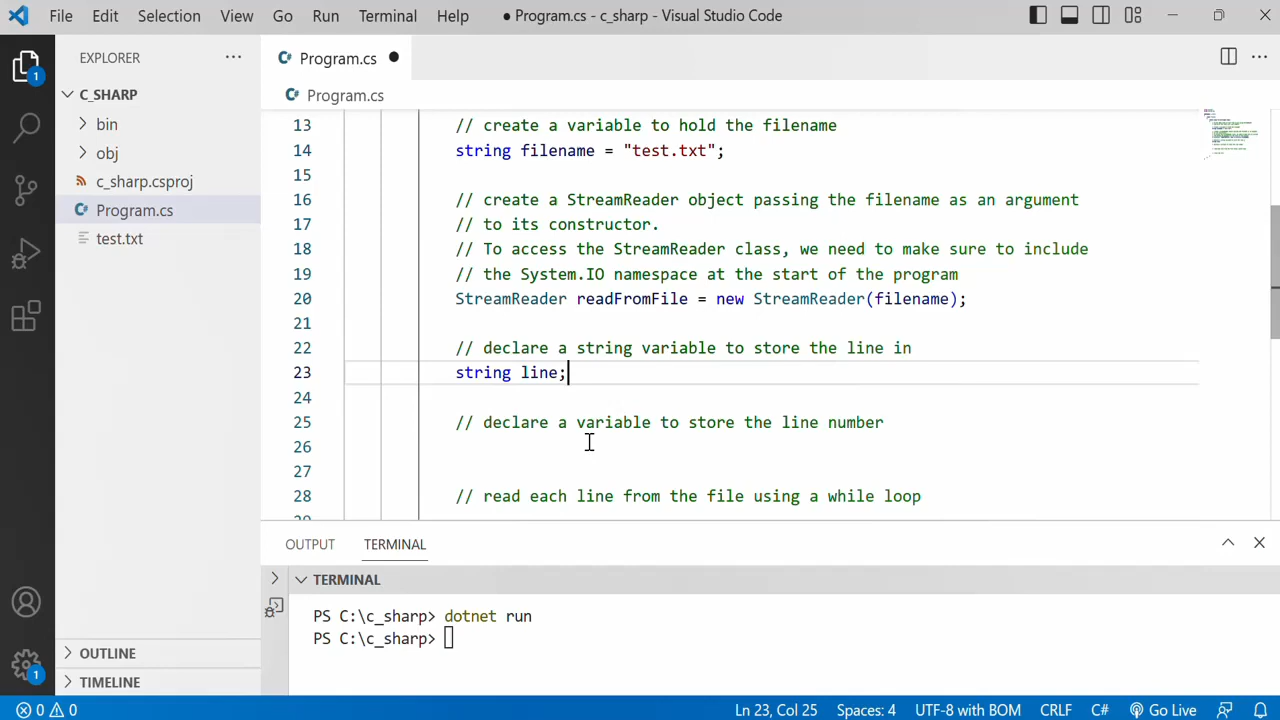 File Edit Selection View Go Run Terminal Help
● Program.cs - c_sharp - Visual Studio Code
EXPLORER
C_SHARP
bin
obj
c_sharp.csproj
Program.cs
test.txt
OUTLINE
TIMELINE
1
1
Program.cs
Program.cs
13 // create a variable to hold the filename
14 string filename = "test.txt";
15
16 // create a StreamReader object passing the filename as an argument
17 // to its constructor.
18 // To access the StreamReader class, we need to make sure to include
19 // the System.IO namespace at the start of the program
20 StreamReader readFromFile = new StreamReader(filename);
21
22 // declare a string variable to store the line in
23 string line;
24
25 // declare a variable to store the line number
26
27
28 // read each line from the file using a while loop
OUTPUT TERMINAL
TERMINAL
PS C:\c_sharp> dotnet run
PS C:\c_sharp>
0 0 Ln 23, Col 25 Spaces: 4 UTF-8 with BOM CRLF C# Go Live